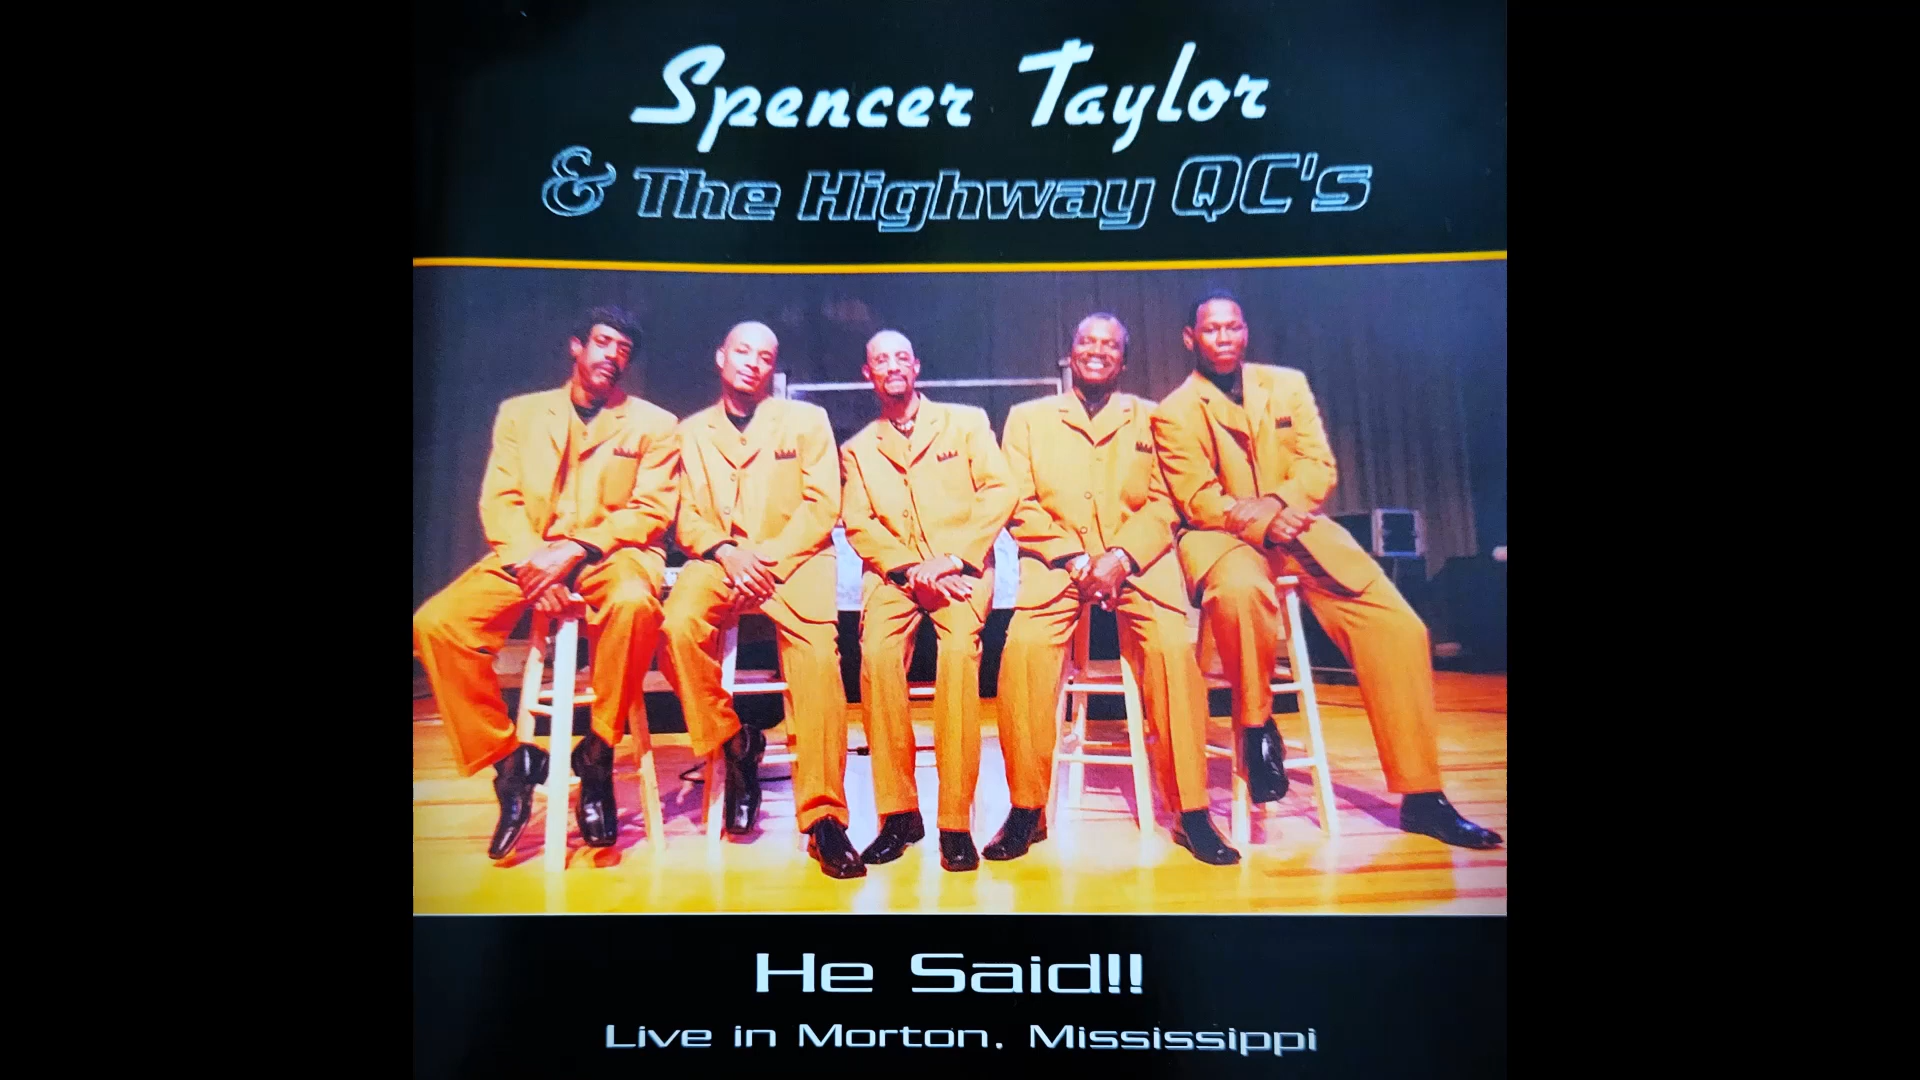 Spencer Taylor
& The Highway QC's
He Said!!
Live in Morton, Mississippi